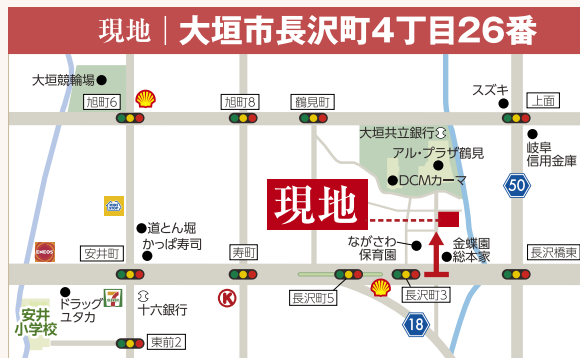 現地｜大垣市長沢町4丁目26番
大垣競輪場
旭町6
旭町8
鶴見町
スズキ
上面
大垣共立銀行
アル・プラザ鶴見
DCMカーマ
岐阜
信用金庫
50
現地
道とん堀
かっぱ寿司
ENEOS
安井町
寿町
ながさわ
保育園
金蝶園
総本家
長沢橋東
ドラッグ
ユタカ
十六銀行
K
長沢町5
長沢町3
18
安井
小学校
東前2